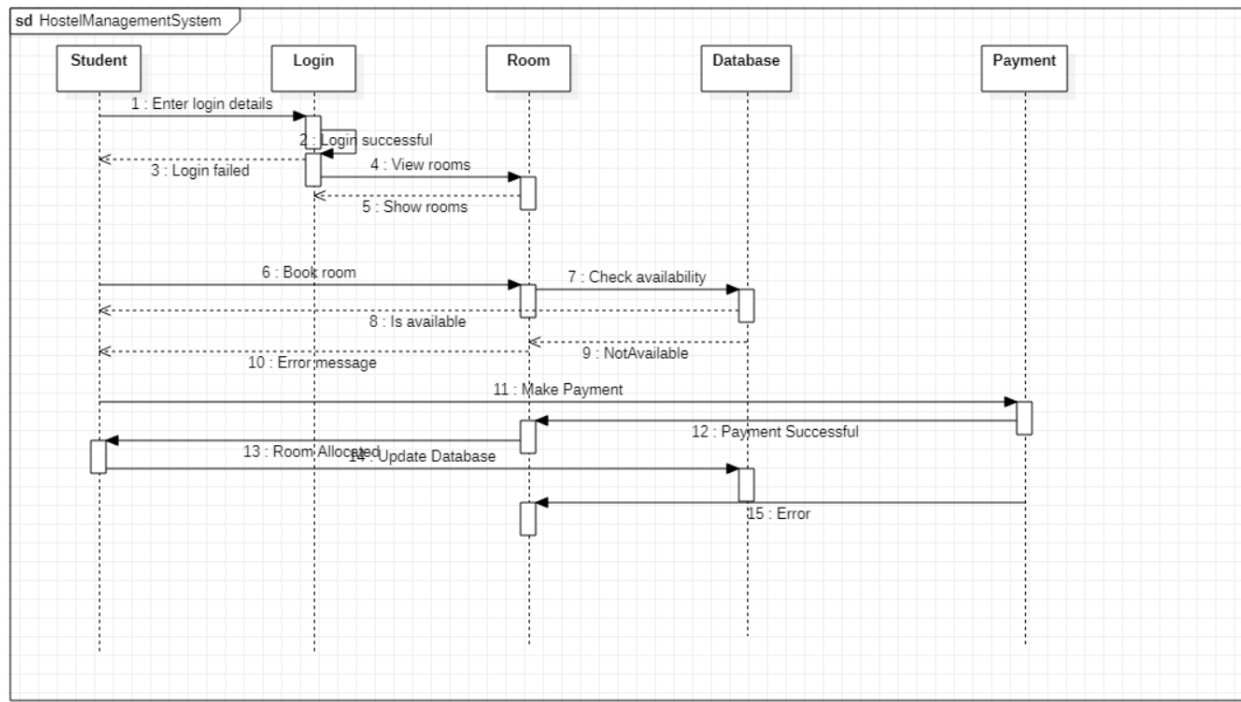 sd HostelManagementSystem
Student
Login
Room
Database
Payment
1 : Enter login details
2 : Login successful
3 : Login failed
4 : View rooms
5 : Show rooms
6 : Book room
7 : Check availability
8 : Is available
9 : NotAvailable
10 : Error message
11 : Make Payment
12 : Payment Successful
13 : Room Allocated
14 : Update Database
15 : Error